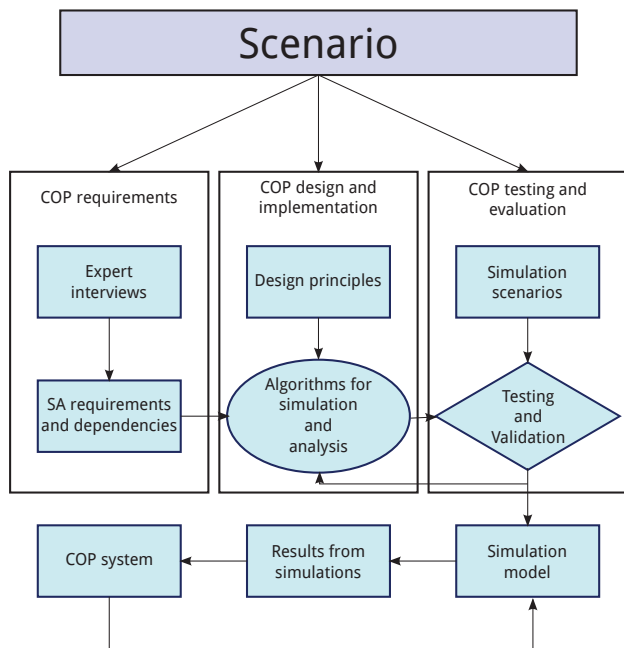 Scenario
COP requirements
COP design and
implementation
COP testing and
evaluation
Expert
interviews
Design principles
Simulation
scenarios
SA requirements
and dependencies
Algorithms for
simulation
and
analysis
Testing
and
Validation
COP system
Results from
simulations
Simulation
model